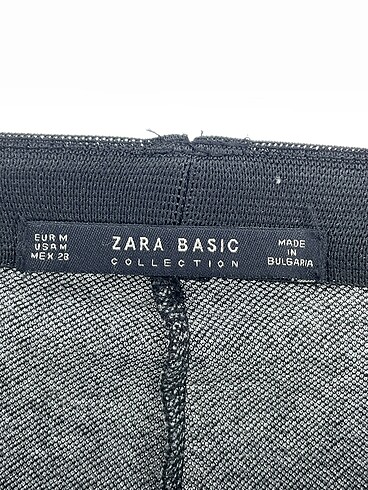 EUR M
USA M
MEX 28
ZARA BASIC
COLLECTION
MADE
IN
BULGARIA